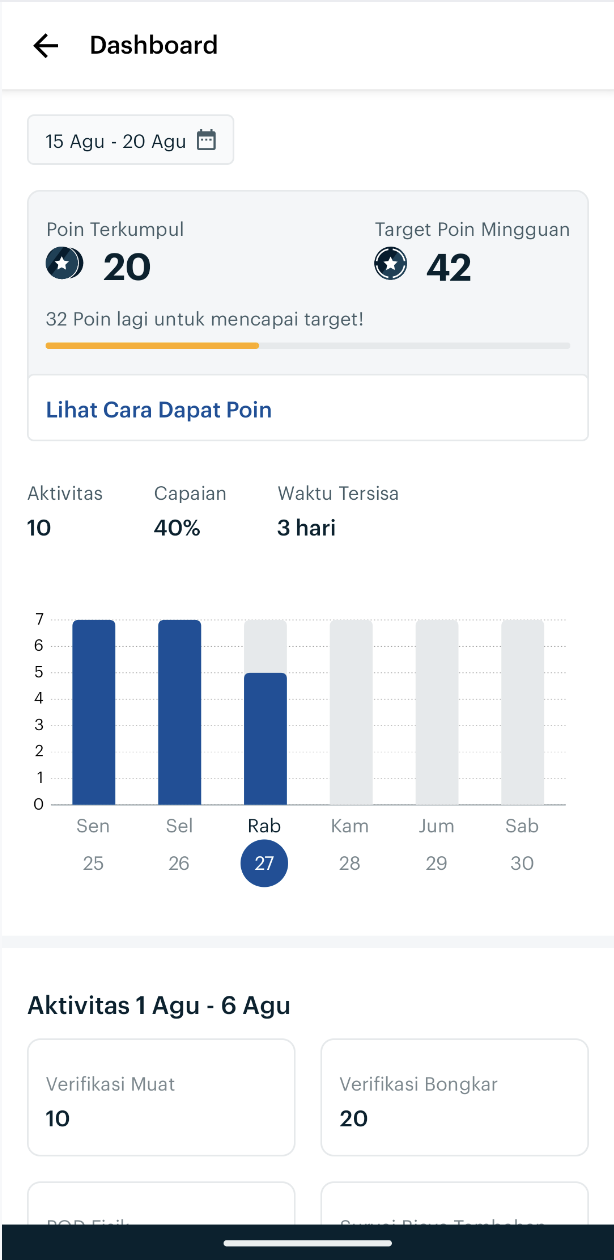 Dashboard
15 Agu - 20 Agu
Poin Terkumpul Target Poin Mingguan
20 42
32 Poin lagi untuk mencapai target!
Lihat Cara Dapat Poin
Aktivitas Capaian Waktu Tersisa
10 40% 3 hari
7
6
5
4
3
2
1
0
Sen Sel Rab Kam Jum Sab
25 26 27 28 29 30
Aktivitas 1 Agu - 6 Agu
Verifikasi Muat Verifikasi Bongkar
10 20